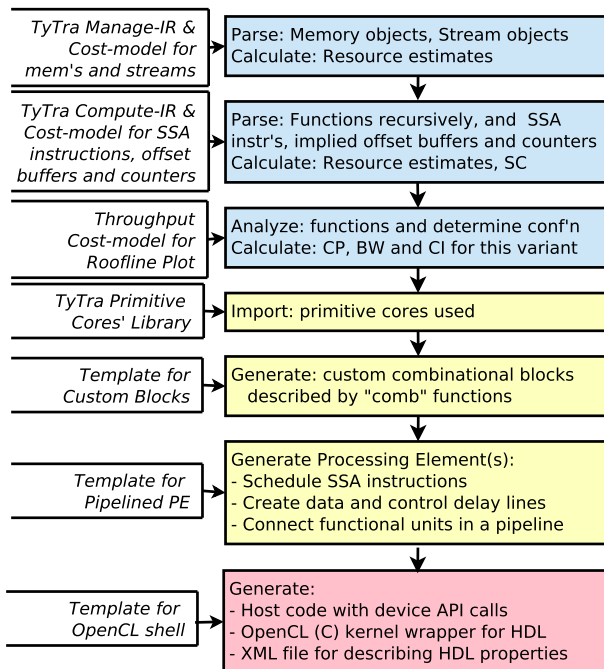 TyTra Manage-IR &
Cost-model for
mem's and streams
Parse: Memory objects, Stream objects
Calculate: Resource estimates
TyTra Compute-IR &
Cost-model for SSA
instructions, offset
buffers and counters
Parse: Functions recursively, and SSA
instr's, implied offset buffers and counters
Calculate: Resource estimates, SC
Throughput
Cost-model for
Roofline Plot
Analyze: functions and determine conf'n
Calculate: CP, BW and CI for this variant
TyTra Primitive
Cores' Library
Import: primitive cores used
Template for
Custom Blocks
Generate: custom combinational blocks
described by "comb" functions
Template for
Pipelined PE
Generate Processing Element(s):
- Schedule SSA instructions
- Create data and control delay lines
- Connect functional units in a pipeline
Template for
OpenCL shell
Generate:
- Host code with device API calls
- OpenCL (C) kernel wrapper for HDL
- XML file for describing HDL properties